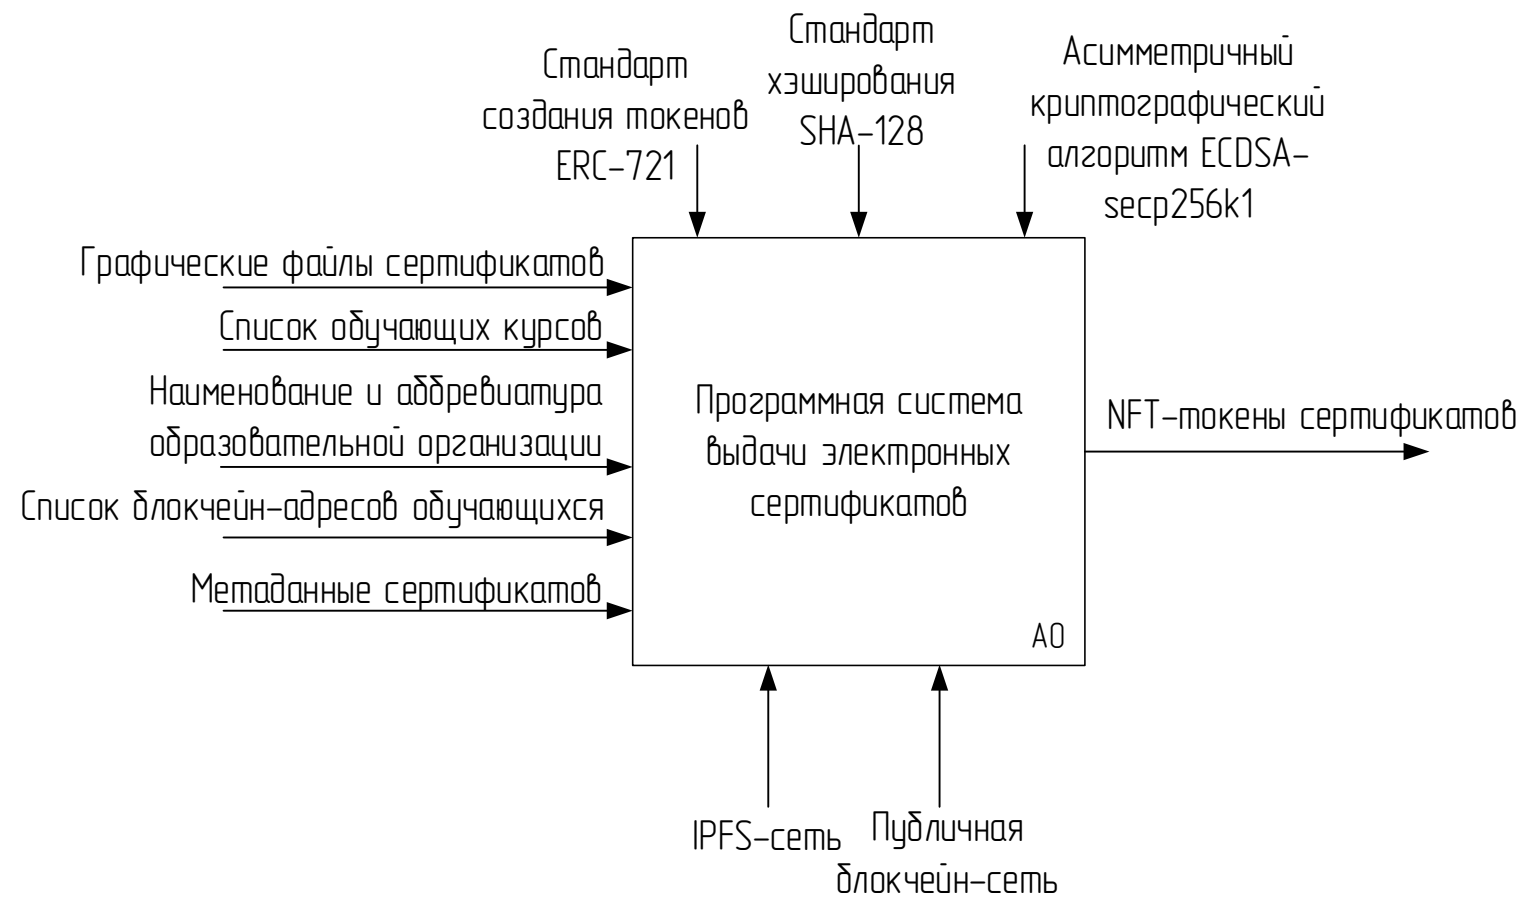 Стандарт
создания токенов
ERC-721
Стандарт
хэширования
SHA-128
Асимметричный
криптографический
алгоритм ECDSA-
secp256k1
Графические файлы сертификатов
Список обучающих курсов
Наименование и аббревиатура
образовательной организации
Список блокчейн-адресов обучающихся
Метаданные сертификатов
Программная система
выдачи электронных
сертификатов
A0
NFT-токены сертификатов
IPFS-сеть
Публичная
блокчейн-сеть